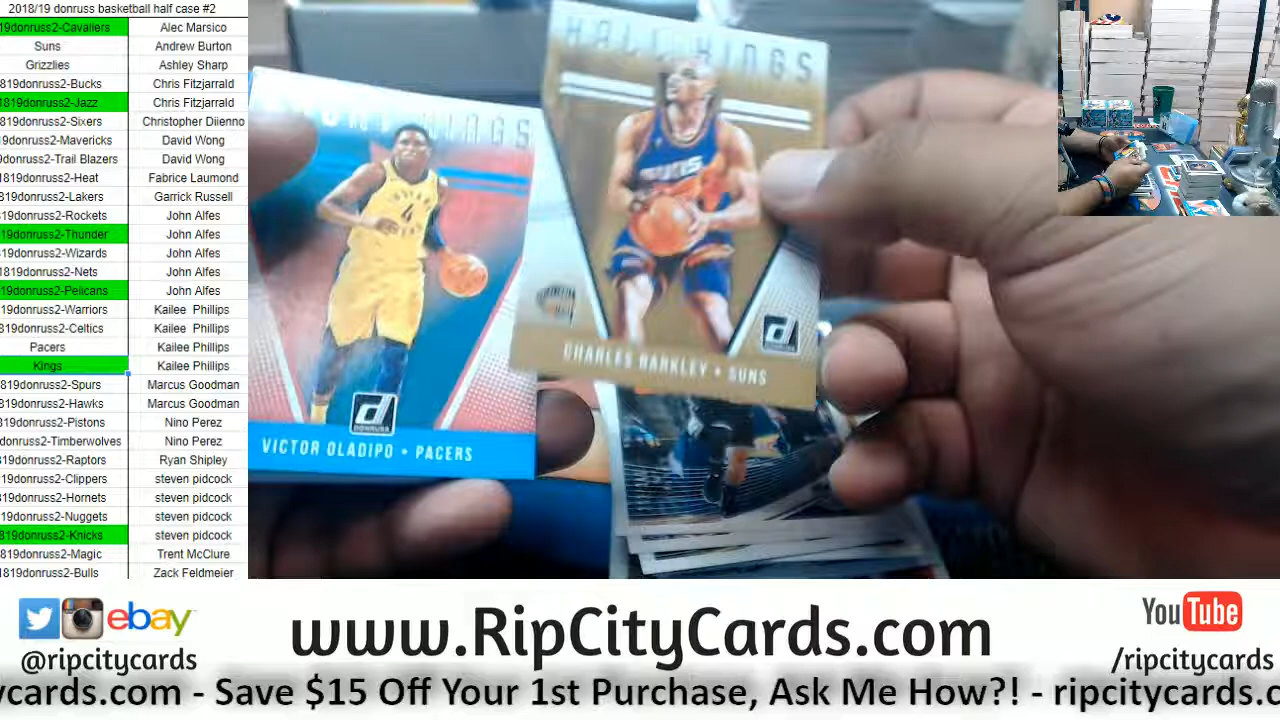 2018/19 donruss basketball half case #2
19donruss2-Cavaliers Alec Marsico
Suns Andrew Burton
Grizzlies Ashley Sharp
819donruss2-Bucks Chris Fitzjarrald
1819donruss2-Jazz Chris Fitzjarrald
819donruss2-Sixers Christopher Diienno
19donruss2-Mavericks David Wong
donruss2-Trail Blazers David Wong
1819donruss2-Heat Fabrice Laumond
819donruss2-Lakers Garrick Russell
19donruss2-Rockets John Alfes
19donruss2-Thunder John Alfes
19donruss2-Wizards John Alfes
1819donruss2-Nets John Alfes
19donruss2-Pelicans John Alfes
19donruss2-Warriors Kailee Phillips
819donruss2-Celtics Kailee Phillips
Pacers Kailee Phillips
Kings Kailee Phillips
819donruss2-Spurs Marcus Goodman
819donruss2-Hawks Marcus Goodman
819donruss2-Pistons Nino Perez
donruss2-Timberwolves Nino Perez
819donruss2-Raptors Ryan Shipley
819donruss2-Clippers steven pidcock
19donruss2-Hornets steven pidcock
19donruss2-Nuggets steven pidcock
819donruss2-Knicks steven pidcock
819donruss2-Magic Trent McClure
1819donruss2-Bulls Zack Feldmeier
HALL KINGS
SUNS
CHARLES BARKLEY • SUNS
4
DONRUSS
VICTOR OLADIPO • PACERS
ebay
@ripcitycards
www.RipCityCards.com
YouTube
/ripcitycards
ycards.com - Save $15 Off Your 1st Purchase, Ask Me How?! - ripcitycards.c